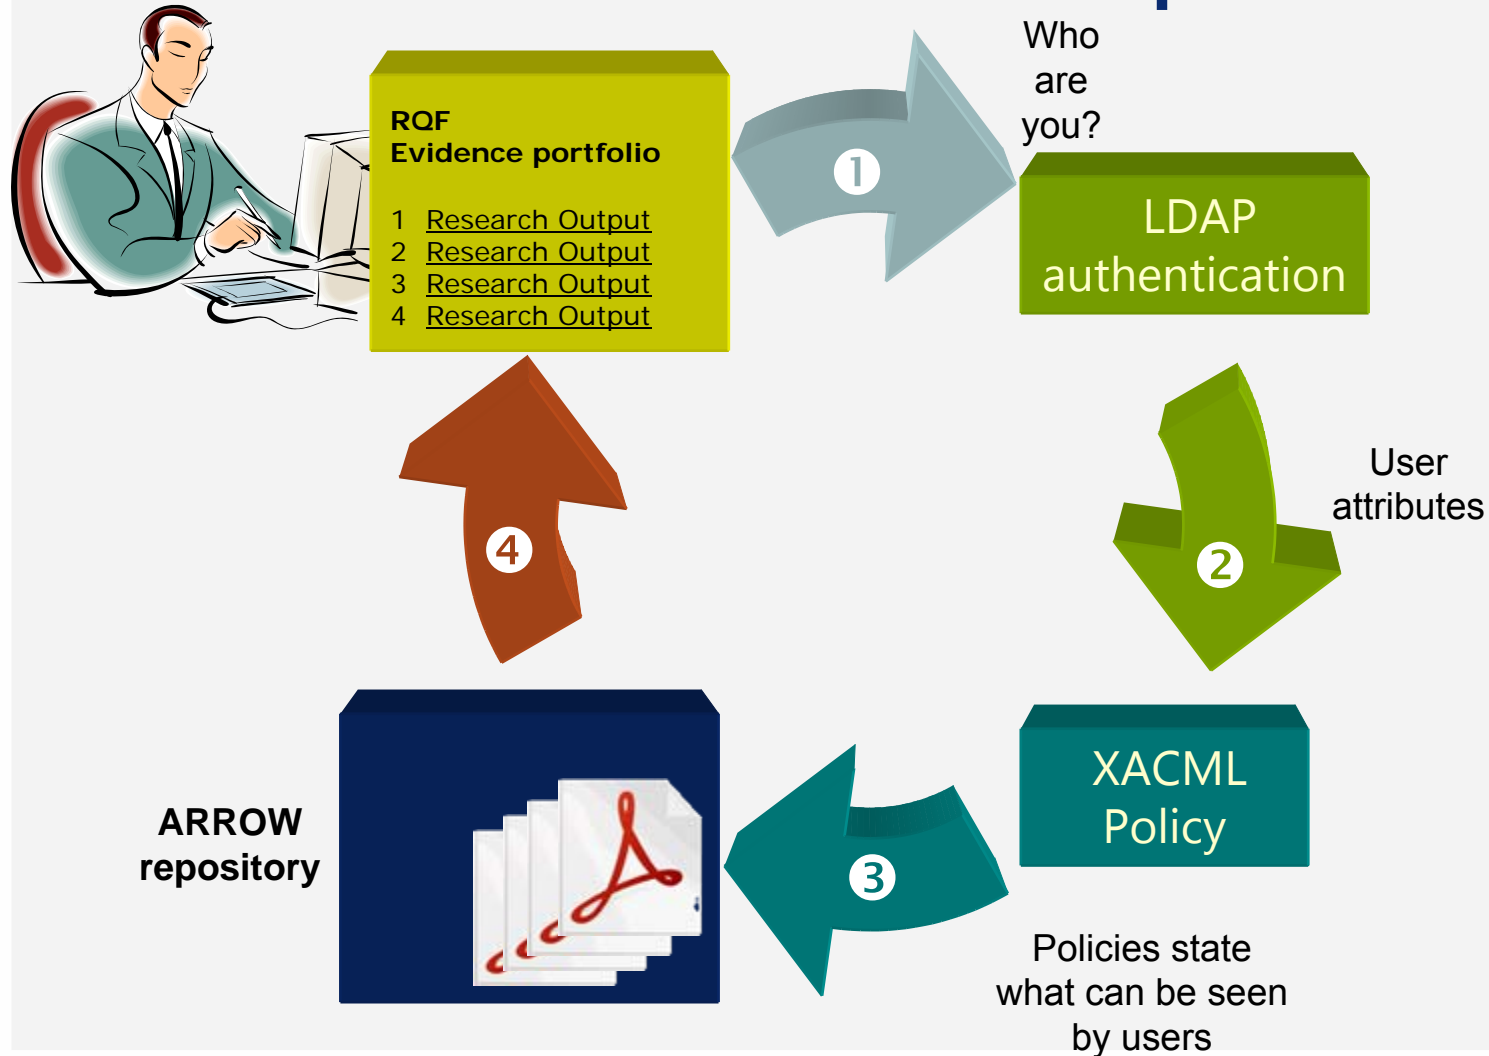 RQF
Evidence portfolio
1 Research Output
2 Research Output
3 Research Output
4 Research Output
1
Who
are
you?
LDAP
authentication
2
User
attributes
XACML
Policy
Policies state
what can be seen
by users
3
ARROW
repository
4